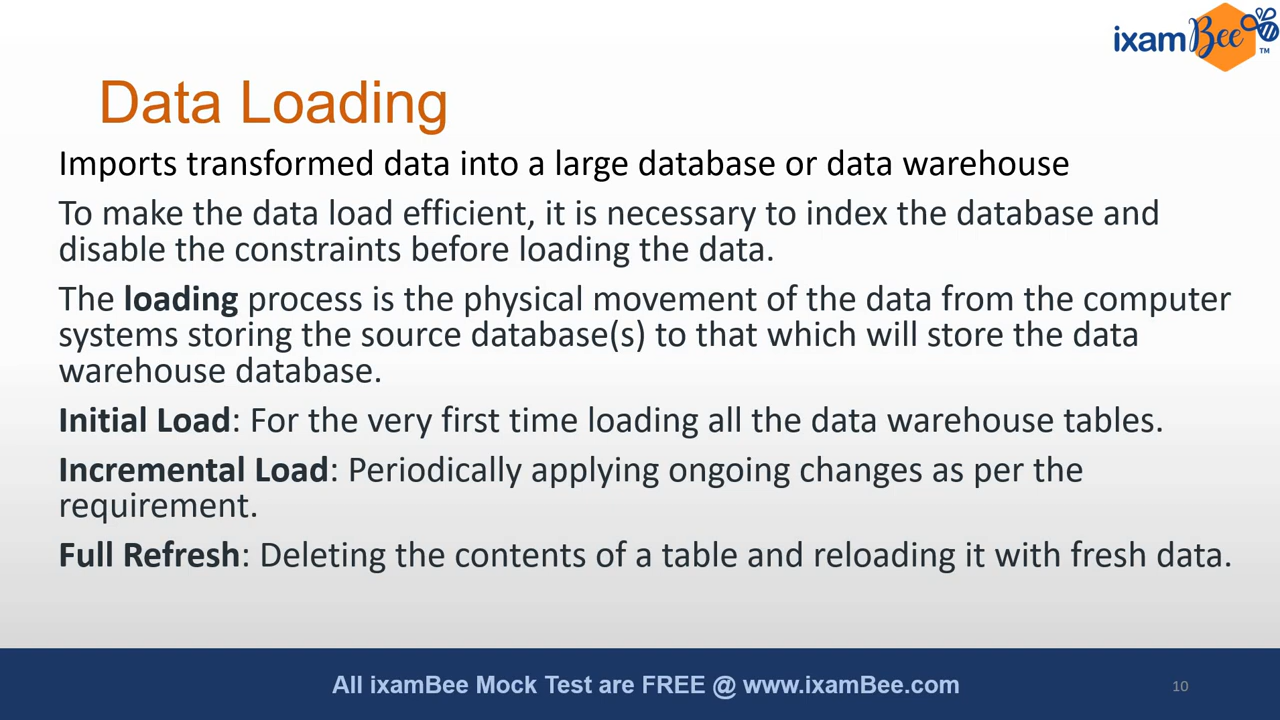 ixamBee™
Data Loading
Imports transformed data into a large database or data warehouse
To make the data load efficient, it is necessary to index the database and
disable the constraints before loading the data.
The loading process is the physical movement of the data from the computer
systems storing the source database(s) to that which will store the data
warehouse database.
Initial Load: For the very first time loading all the data warehouse tables.
Incremental Load: Periodically applying ongoing changes as per the
requirement.
Full Refresh: Deleting the contents of a table and reloading it with fresh data.
All ixamBee Mock Test are FREE @ www.ixamBee.com
10